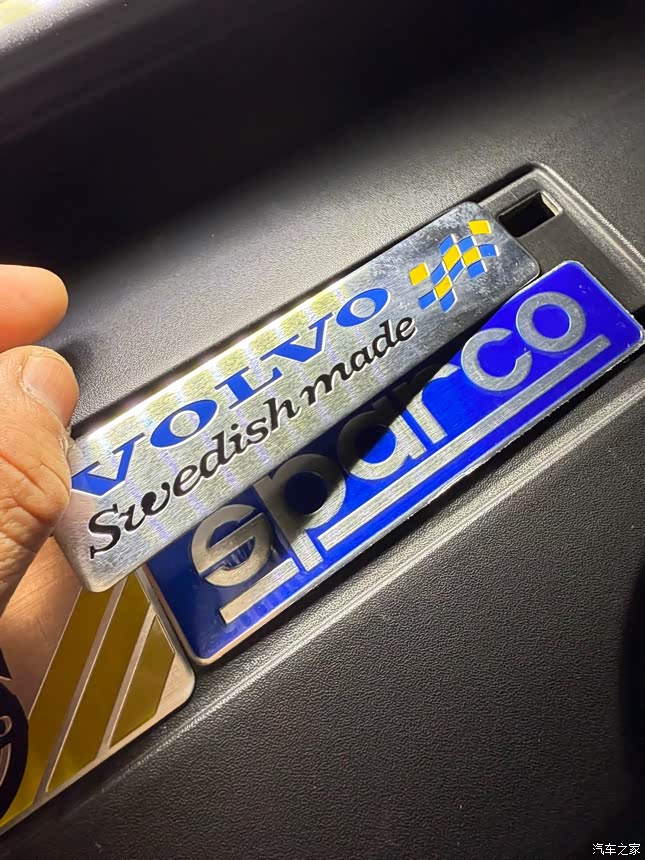 VOLVO
Swedish made
sparco
汽车之家